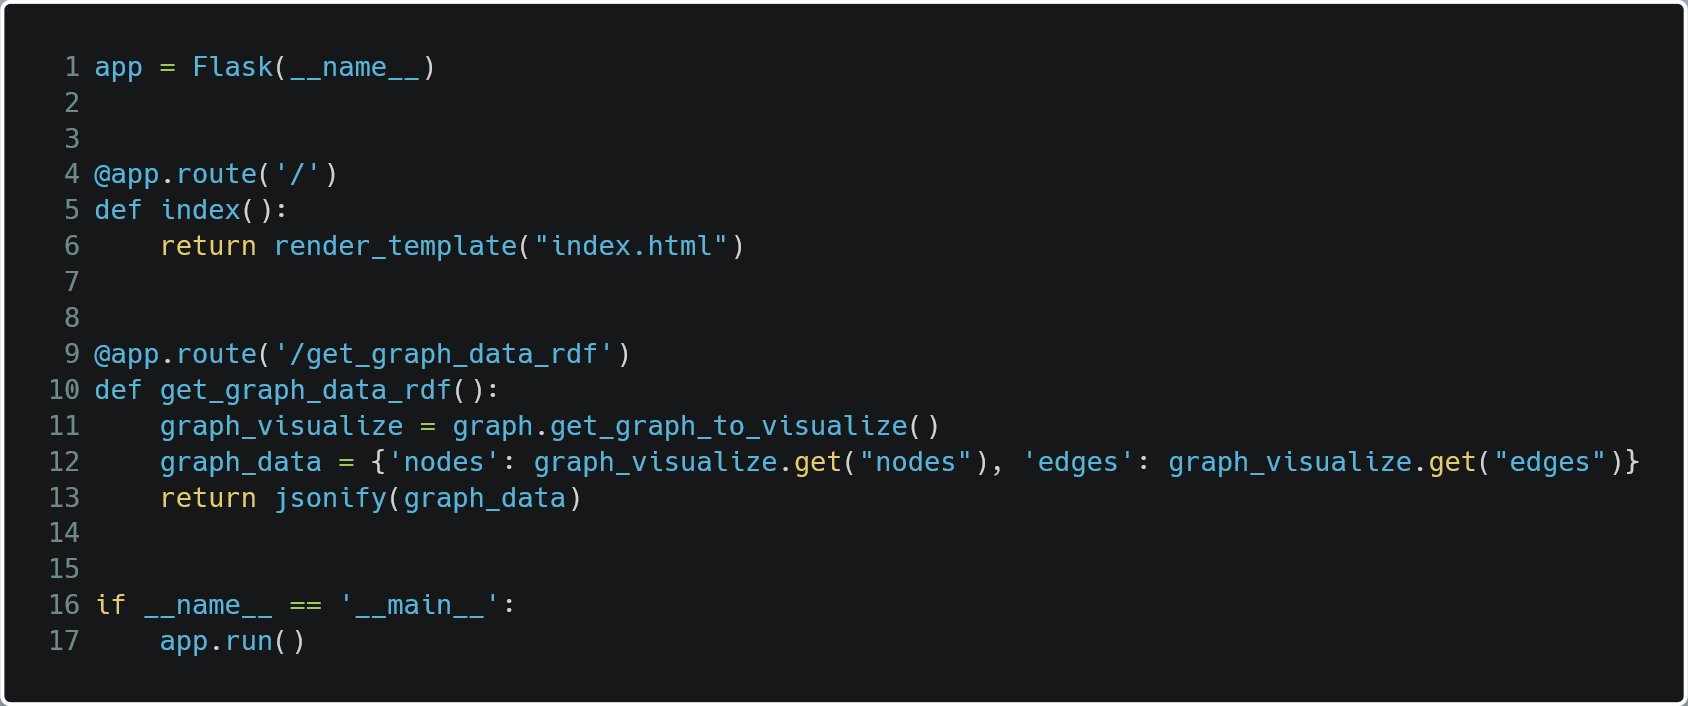 1 app = Flask(__name__)
2
3
4 @app.route('/')
5 def index():
6     return render_template("index.html")
7
8
9 @app.route('/get_graph_data_rdf')
10 def get_graph_data_rdf():
11     graph_visualize = graph.get_graph_to_visualize()
12     graph_data = {'nodes': graph_visualize.get("nodes"), 'edges': graph_visualize.get("edges")}
13     return jsonify(graph_data)
14
15
16 if __name__ == '__main__':
17     app.run()